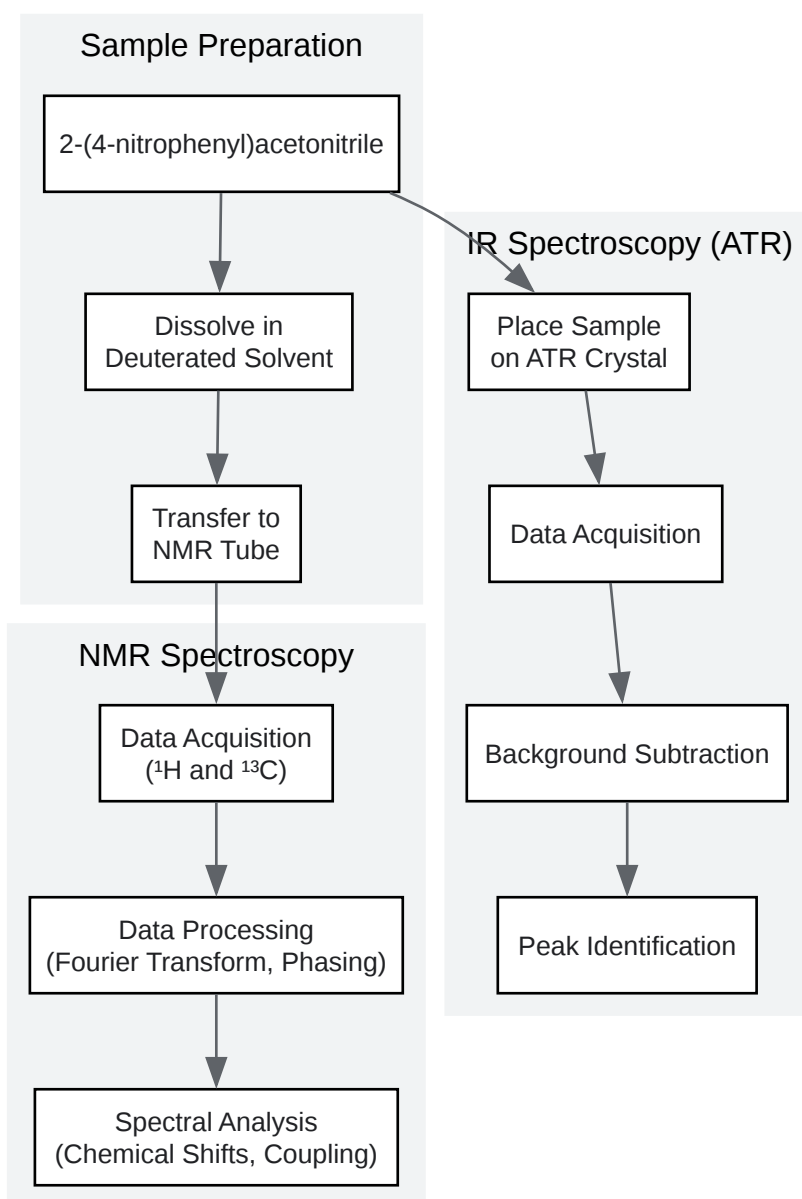 Sample Preparation
2-(4-nitrophenyl)acetonitrile
Dissolve in
Deuterated Solvent
Transfer to
NMR Tube
NMR Spectroscopy
Data Acquisition
(¹H and ¹³C)
Data Processing
(Fourier Transform, Phasing)
Spectral Analysis
(Chemical Shifts, Coupling)
IR Spectroscopy (ATR)
Place Sample
on ATR Crystal
Data Acquisition
Background Subtraction
Peak Identification